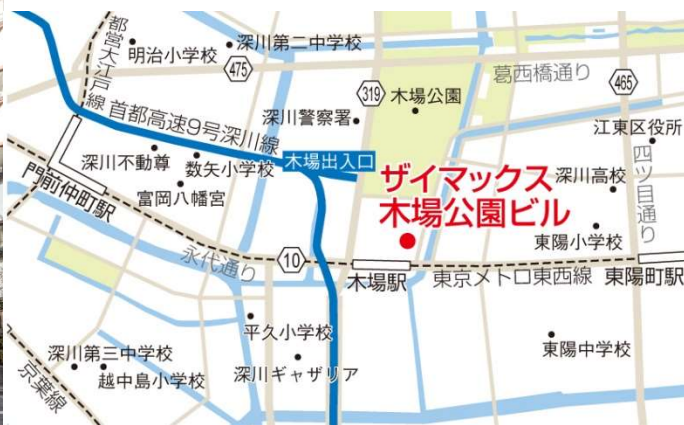 都営大江戸線
明治小学校
深川第二中学校
475
319
木場公園
葛西橋通り
465
首都高速9号深川線
深川警察署
江東区役所
深川不動尊
数矢小学校
木場出入口
富岡八幡宮
門前仲町駅
ザイマックス
木場公園ビル
深川高校
四ツ目通り
東陽小学校
永代通り
10
木場駅
東京メトロ東西線
東陽町駅
平久小学校
深川第三中学校
越中島小学校
深川ギャザリア
東陽中学校
京葉線